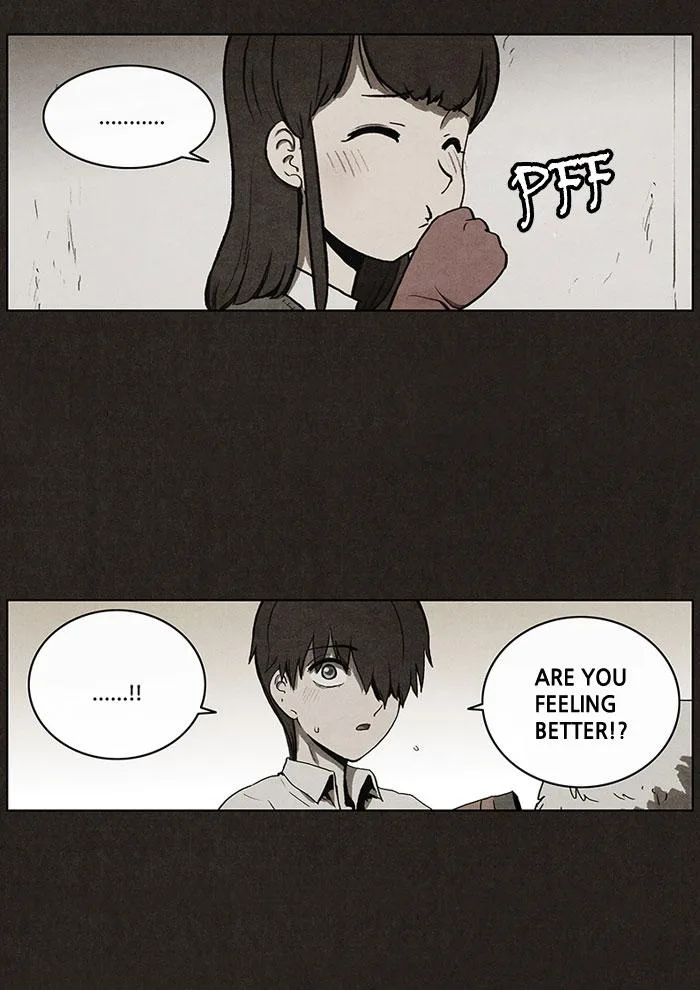 ............
PFF
......!!
ARE YOU
FEELING
BETTER!?